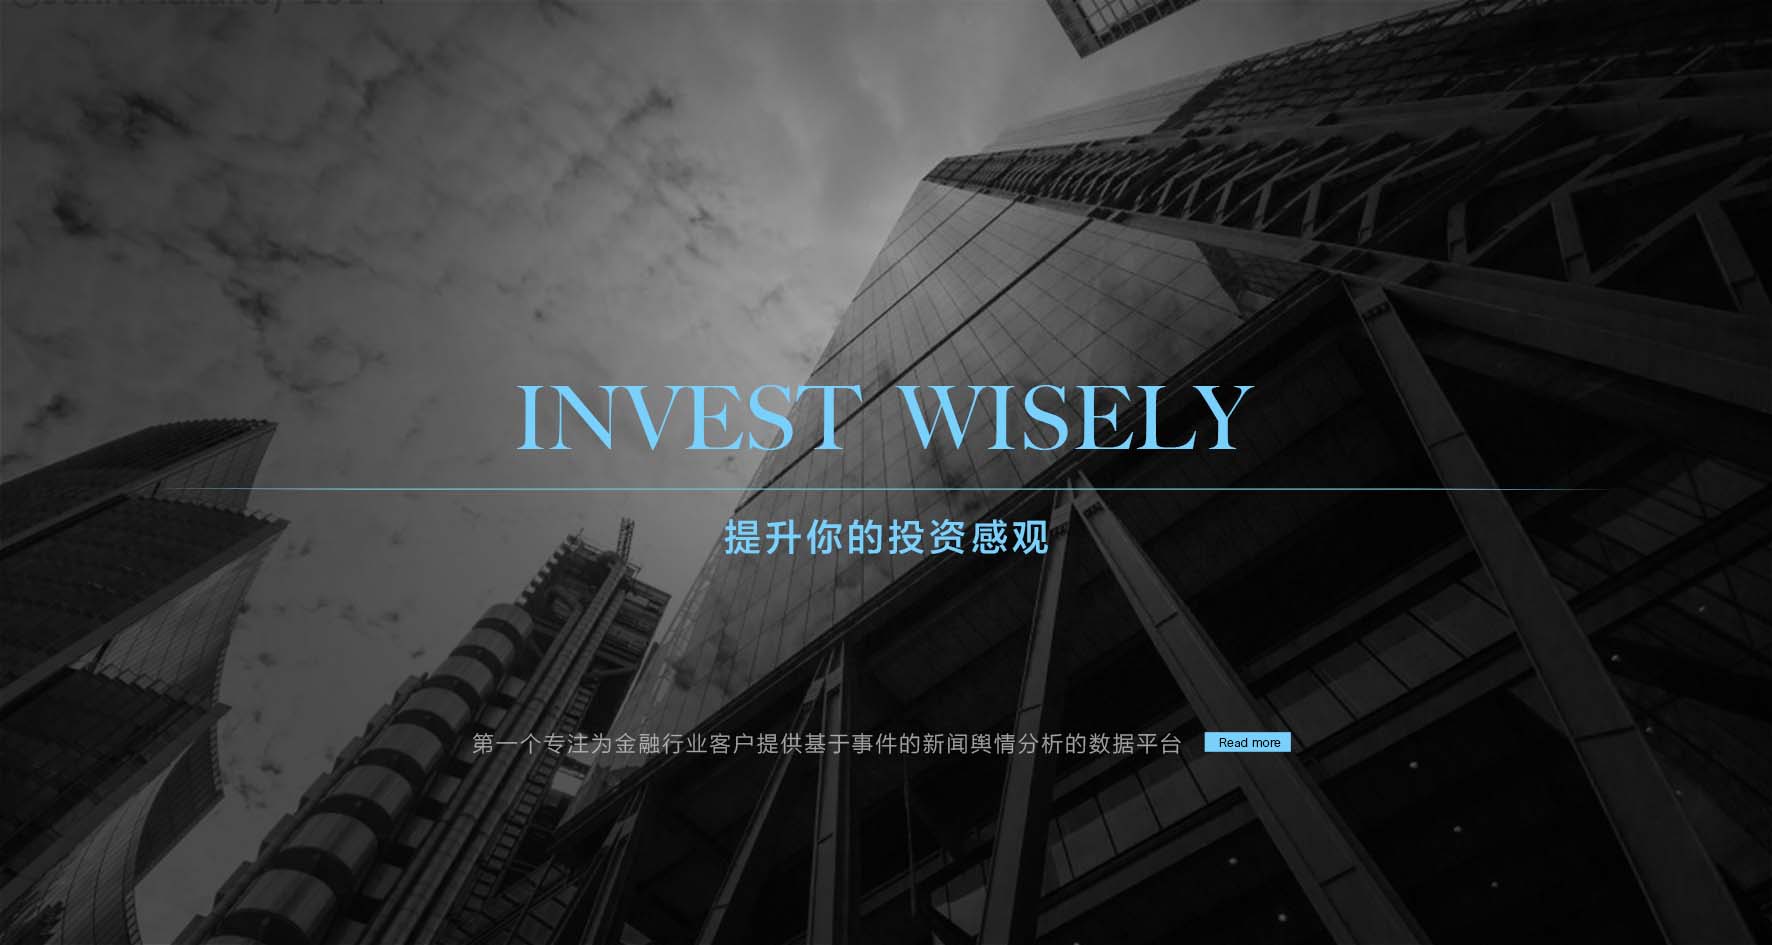 INVEST WISELY
提升你的投资感观
第一个专注为金融行业客户提供基于事件的新闻舆情分析的数据平台
Read more